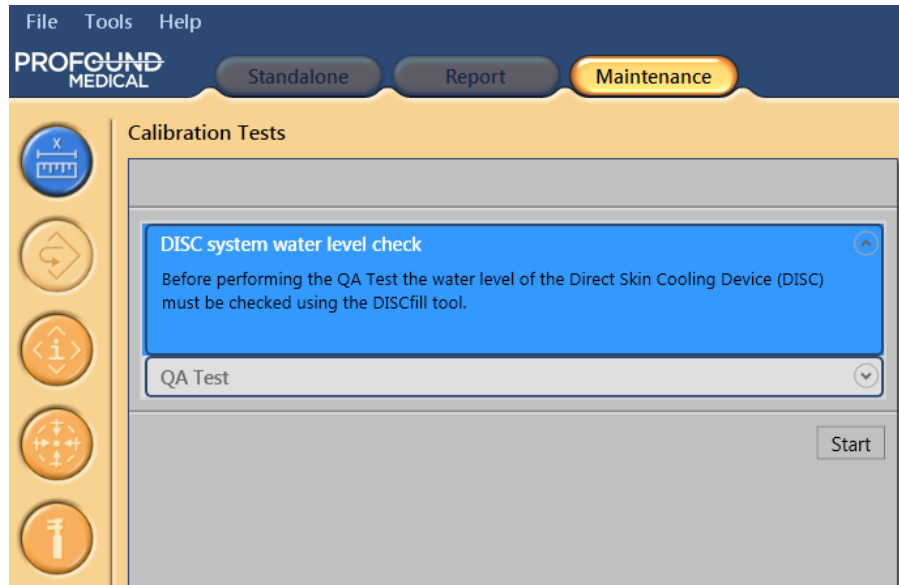 File Tools Help
PROFOUND
MEDICAL
Standalone Report Maintenance
X
i
Calibration Tests
DISC system water level check
Before performing the QA Test the water level of the Direct Skin Cooling Device (DISC)
must be checked using the DISCfill tool.
QA Test
Start